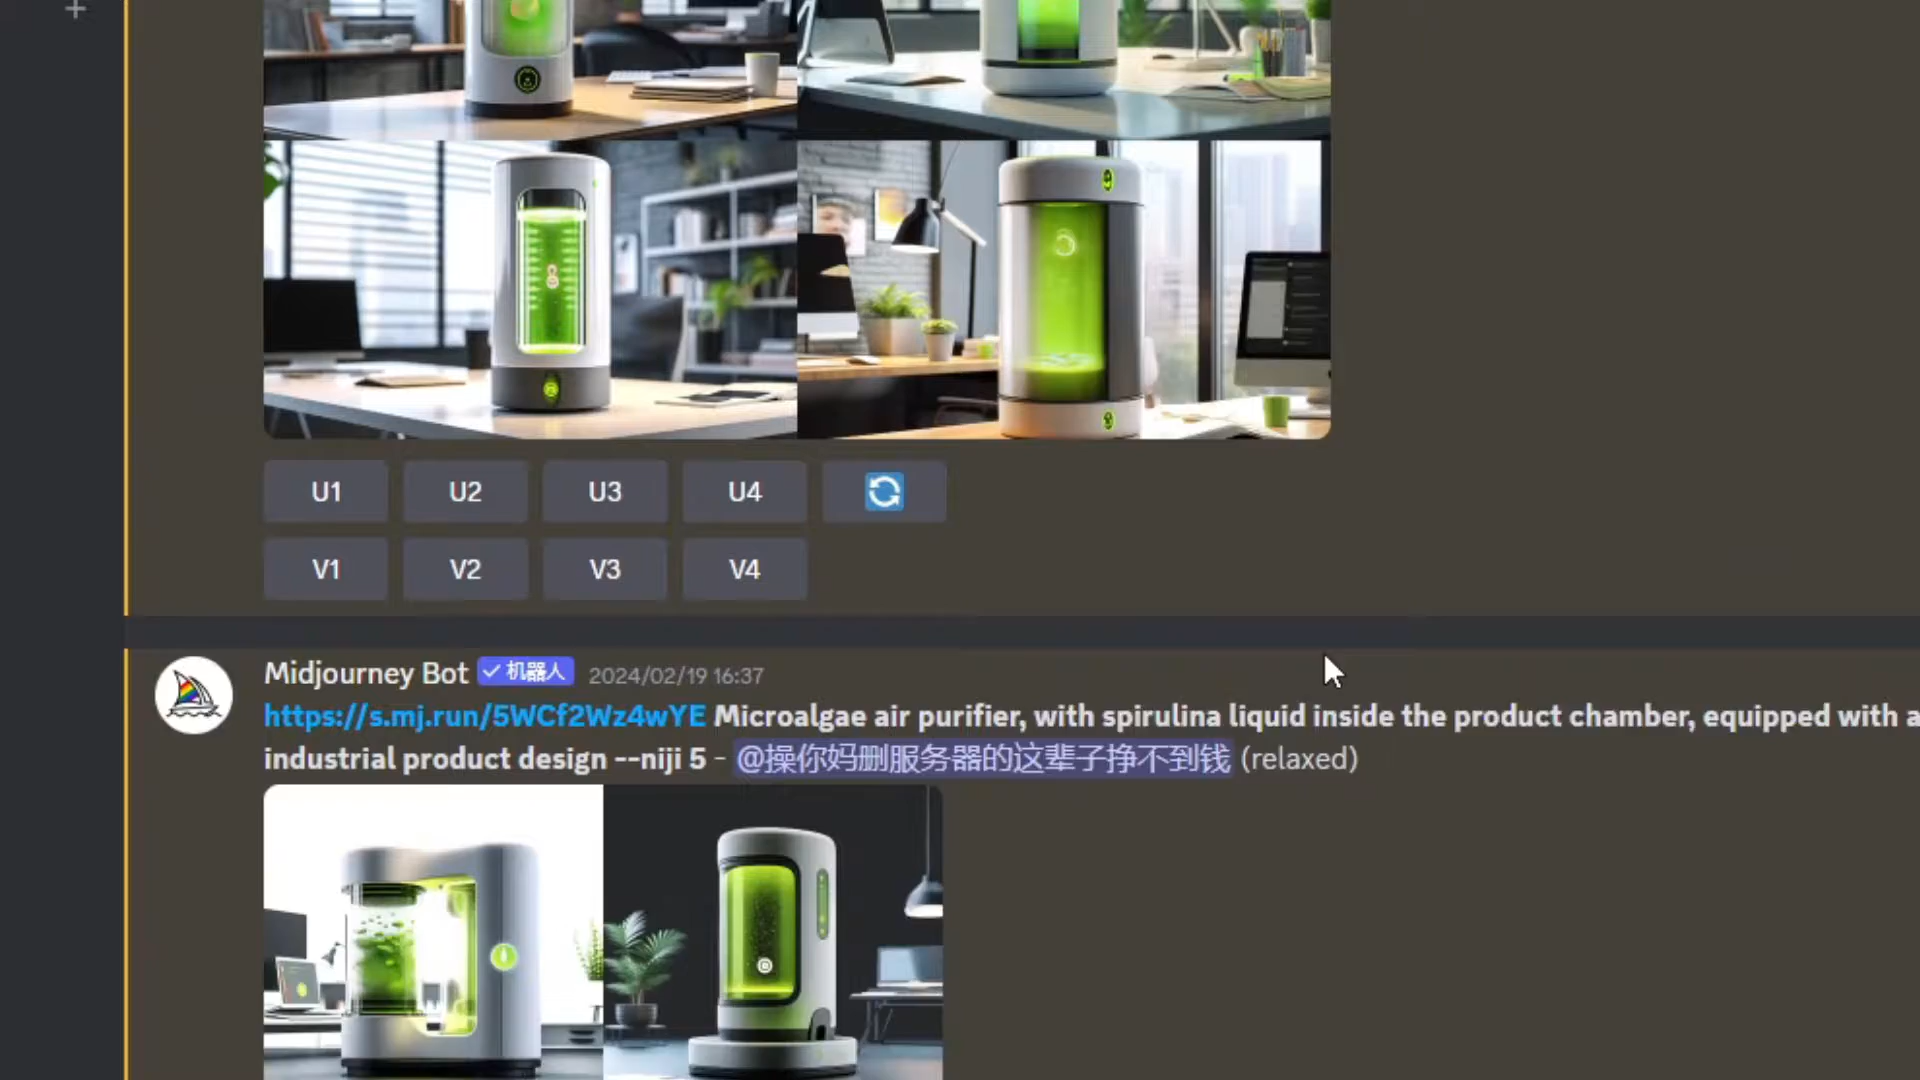 U1 U2 U3 U4
V1 V2 V3 V4
Midjourney Bot 机器人 2024/02/19 16:37
https://s.mj.run/5WCf2Wz4wYE Microalgae air purifier, with spirulina liquid inside the product chamber, equipped with a
industrial product design --niji 5 - @操你妈删服务器的这辈子挣不到钱 (relaxed)